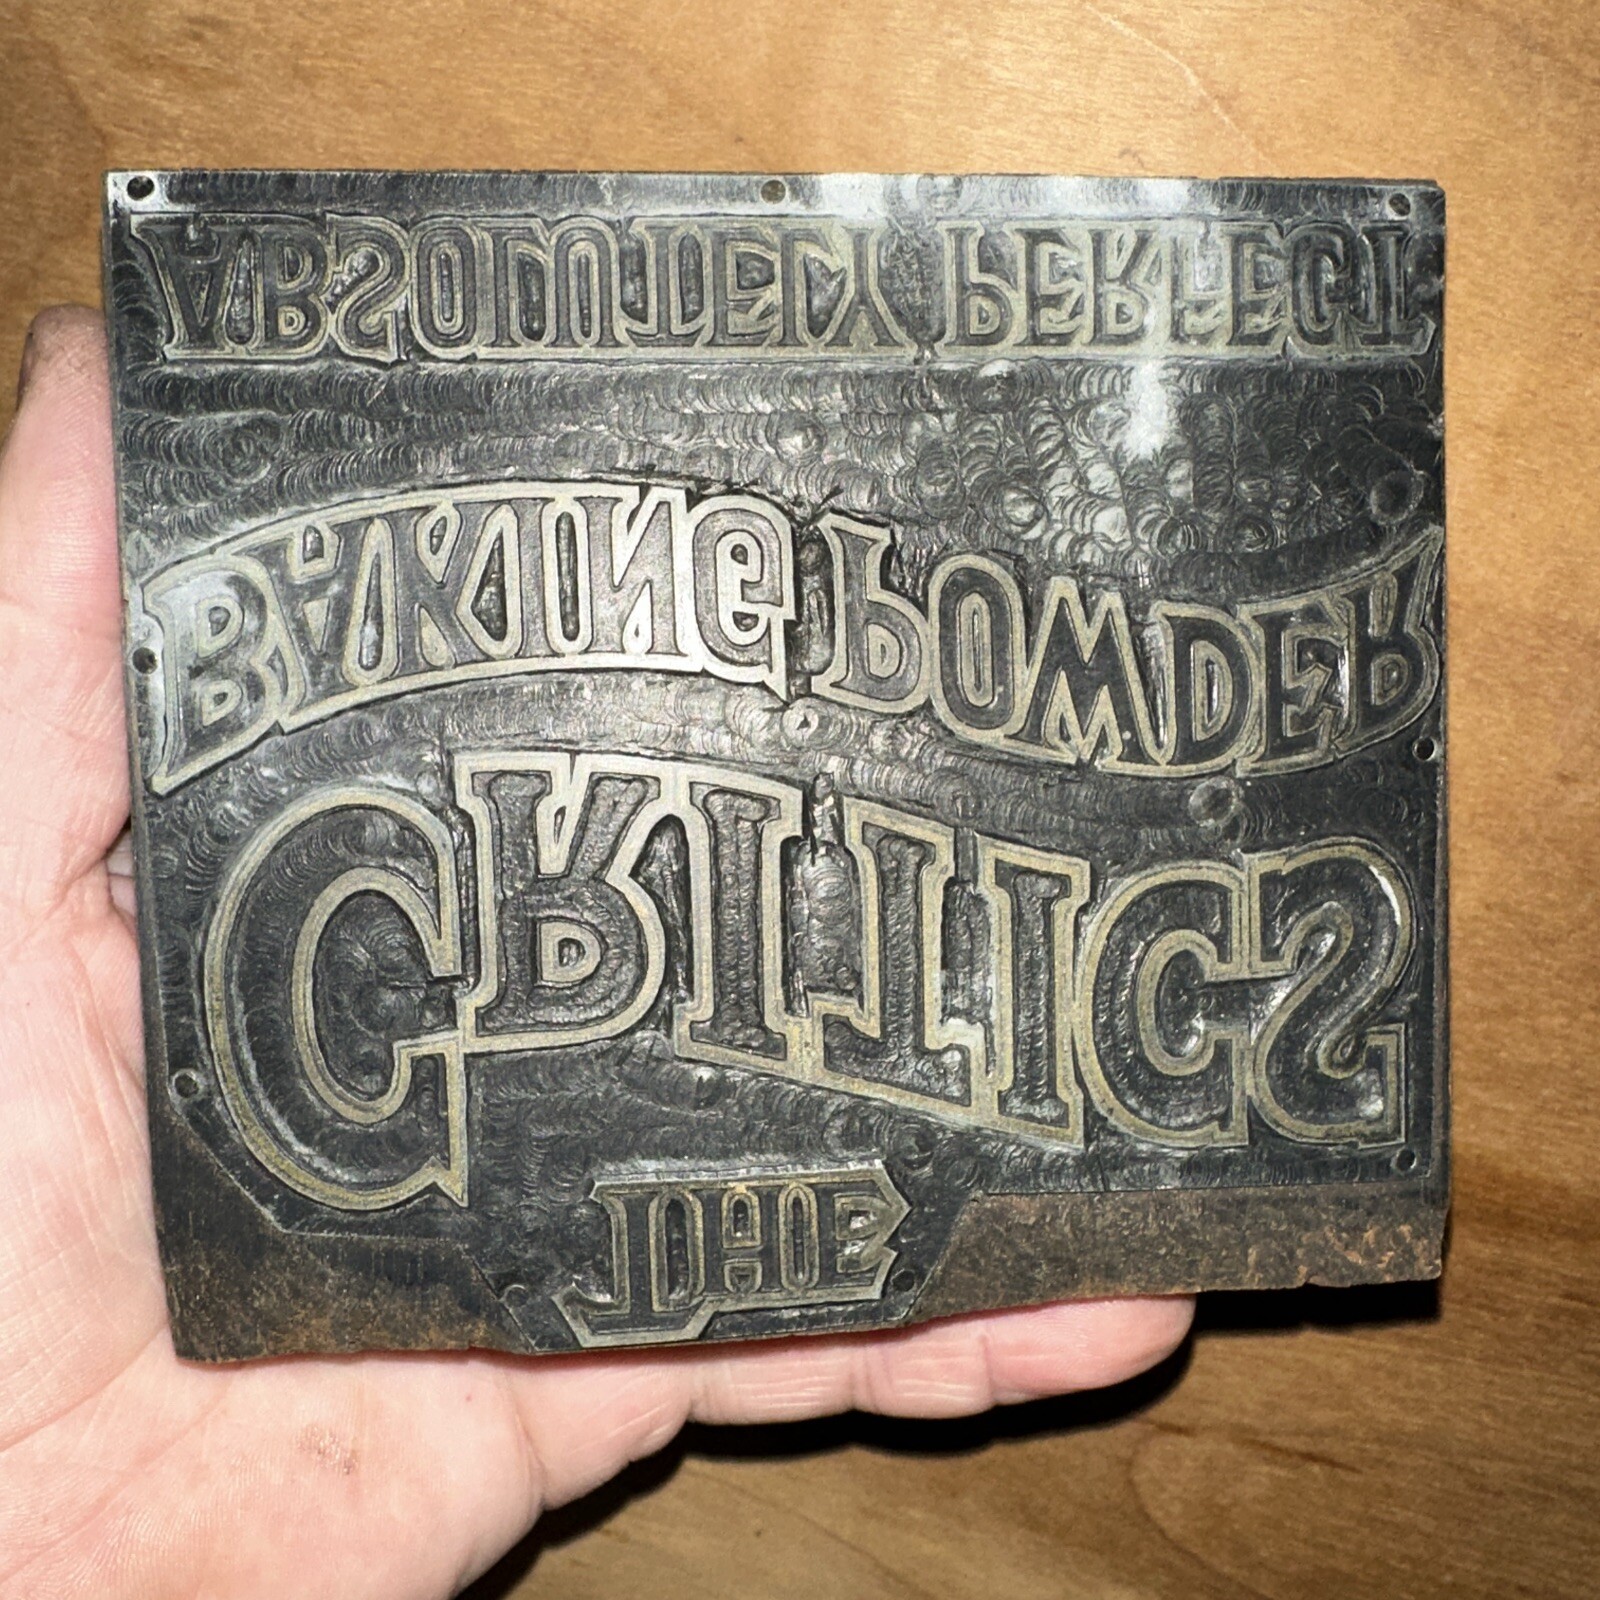 THE
CRITICS
BAKING POWDER
ABSOLUTELY PERFECT